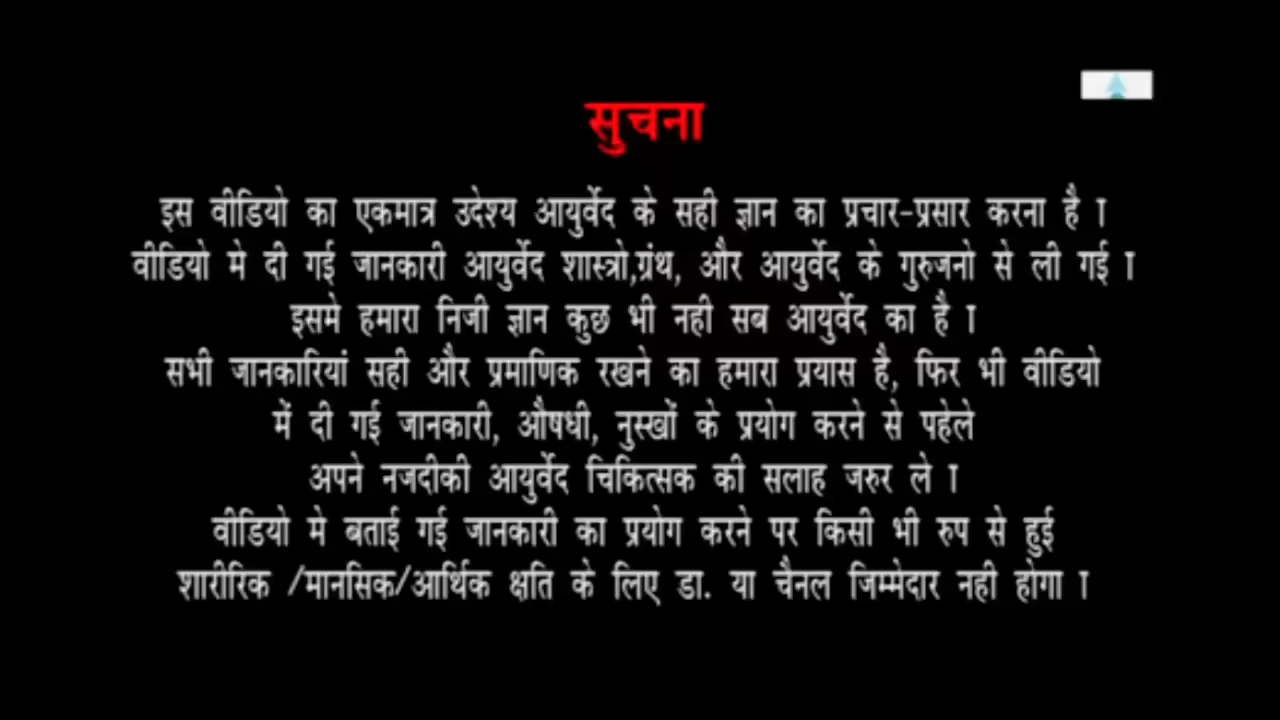 सुचना
इस वीडियो का एकमात्र उदेश्य आयुर्वेद के सही ज्ञान का प्रचार-प्रसार करना है ।
वीडियो मे दी गई जानकारी आयुर्वेद शास्त्रो,ग्रंथ, और आयुर्वेद के गुरुजनो से ली गई ।
इसमे हमारा निजी ज्ञान कुछ भी नही सब आयुर्वेद का है ।
सभी जानकारियां सही और प्रमाणिक रखने का हमारा प्रयास है, फिर भी वीडियो
में दी गई जानकारी, औषधी, नुस्खों के प्रयोग करने से पहेले
अपने नजदीकी आयुर्वेद चिकित्सक की सलाह जरुर ले ।
वीडियो मे बताई गई जानकारी का प्रयोग करने पर किसी भी रुप से हुई
शारीरिक /मानसिक/आर्थिक क्षति के लिए डा. या चैनल जिम्मेदार नही होगा ।